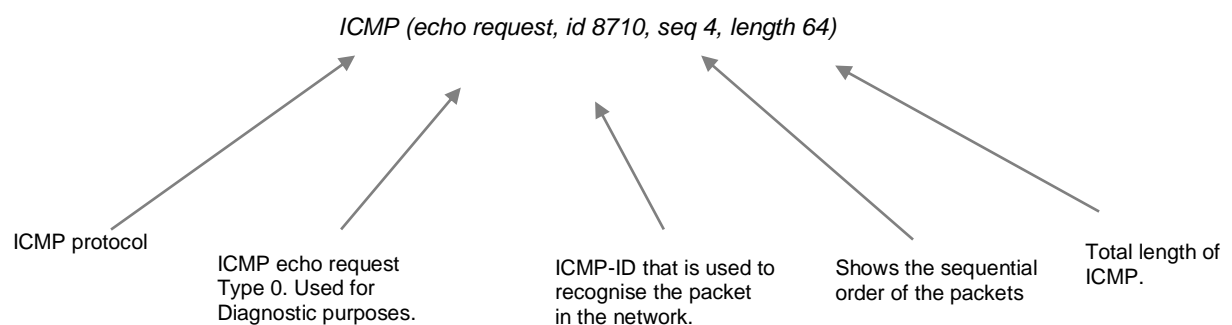 ICMP (echo request, id 8710, seq 4, length 64)
ICMP protocol
ICMP echo request
Type 0. Used for
Diagnostic purposes.
ICMP-ID that is used to
recognise the packet
in the network.
Shows the sequential
order of the packets
Total length of
ICMP.